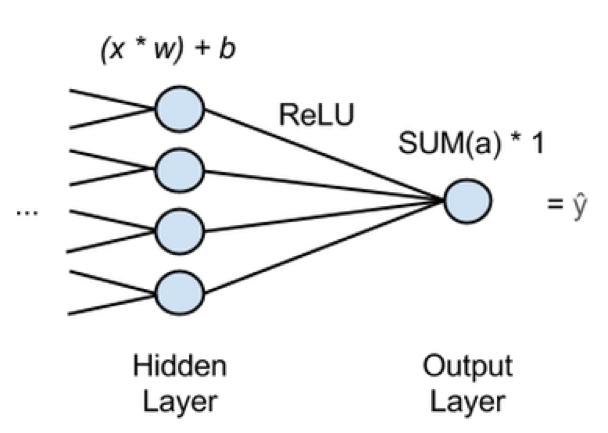 (x * w) + b
ReLU
SUM(a) * 1
...
= ŷ
Hidden
Layer
Output
Layer